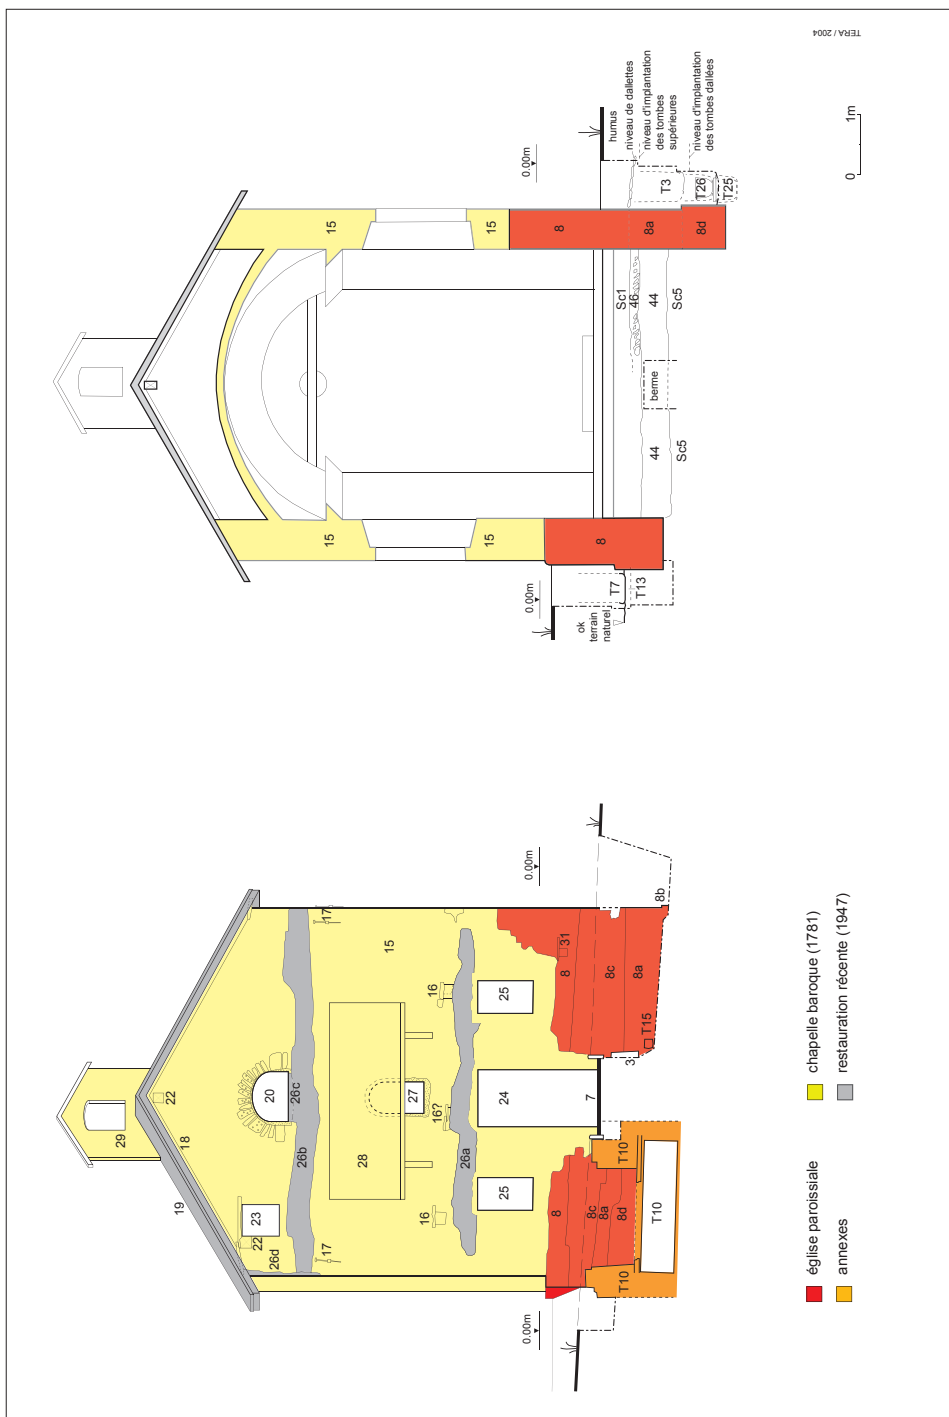 TERA / 2004
0.00m
humus
niveau de dallettes
niveau d'implantation
des tombes
supérieures
niveau d'implantation
des tombes dallées
0
1m
15
15
8
8a
8d
T3
T26
T25
Sc1
46
44
Sc5
berme
44
Sc5
15
15
8
T7
T13
0.00m
ok
terrain
naturel
29
22
18
19
23
22
26d
20
26c
26b
17
17
15
28
27
16
16?
16
26a
25
24
25
31
8
8c
8a
8b
T15
3
7
8
8c
8a
8d
T10
T10
T10
0.00m
0.00m
église paroissiale
annexes
chapelle baroque (1781)
restauration récente (1947)